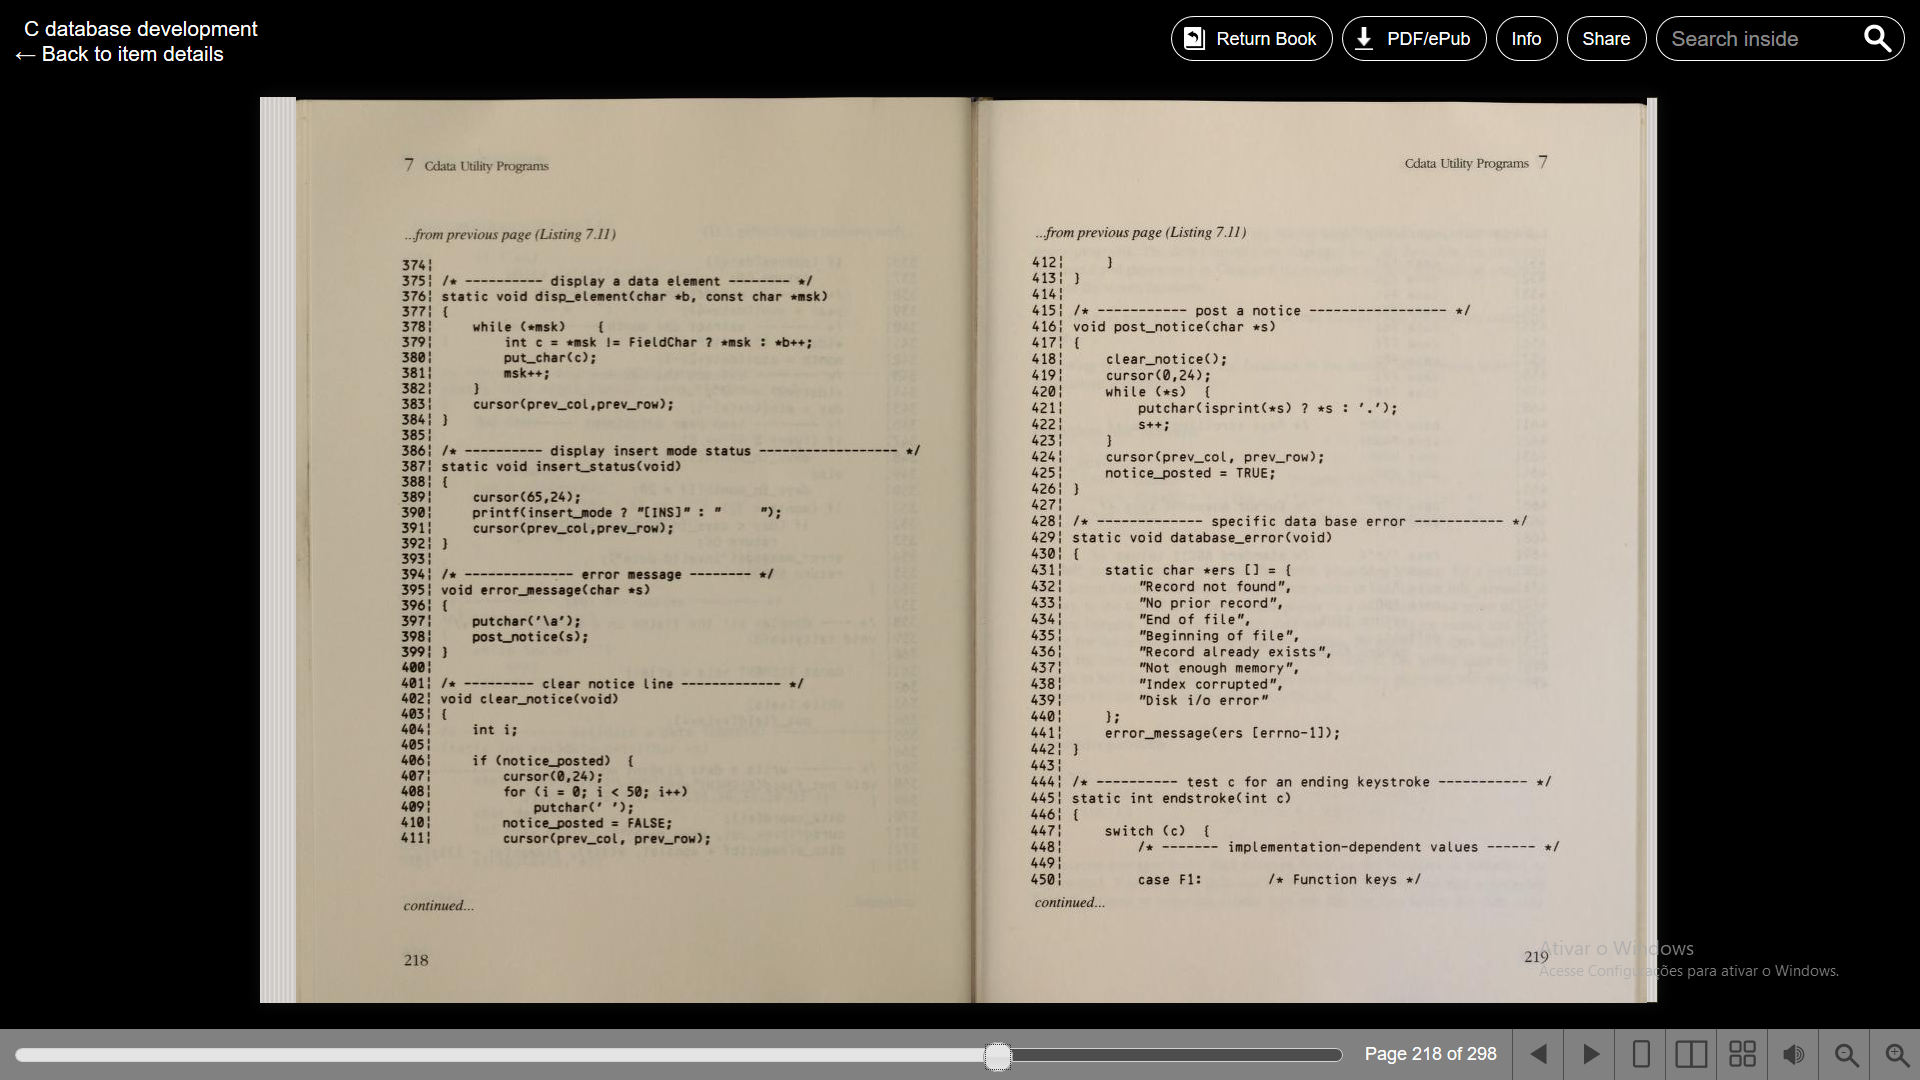 C database development
← Back to item details
Return Book
PDF/ePub
Info
Share
Search inside
7 Cdata Utility Programs
...from previous page (Listing 7.11)
374¦
375¦ /* ---------- display a data element -------- */
376¦ static void disp_element(char *b, const char *msk)
377¦ {
378¦     while (*msk)    {
379¦         int c = *msk != FieldChar ? *msk : *b++;
380¦         put_char(c);
381¦         msk++;
382¦     }
383¦     cursor(prev_col,prev_row);
384¦ }
385¦
386¦ /* ---------- display insert mode status ------------------ */
387¦ static void insert_status(void)
388¦ {
389¦     cursor(65,24);
390¦     printf(insert_mode ? "[INS]" : "     ");
391¦     cursor(prev_col,prev_row);
392¦ }
393¦
394¦ /* -------------- error message -------- */
395¦ void error_message(char *s)
396¦ {
397¦     putchar('\a');
398¦     post_notice(s);
399¦ }
400¦
401¦ /* --------- clear notice line ------------- */
402¦ void clear_notice(void)
403¦ {
404¦     int i;
405¦
406¦     if (notice_posted)  {
407¦         cursor(0,24);
408¦         for (i = 0; i < 50; i++)
409¦             putchar(' ');
410¦         notice_posted = FALSE;
411¦         cursor(prev_col, prev_row);
continued...
218
Cdata Utility Programs 7
...from previous page (Listing 7.11)
412¦     }
413¦ }
414¦
415¦ /* ----------- post a notice ----------------- */
416¦ void post_notice(char *s)
417¦ {
418¦     clear_notice();
419¦     cursor(0,24);
420¦     while (*s)  {
421¦         putchar(isprint(*s) ? *s : '.');
422¦         s++;
423¦     }
424¦     cursor(prev_col, prev_row);
425¦     notice_posted = TRUE;
426¦ }
427¦
428¦ /* ------------- specific data base error ----------- */
429¦ static void database_error(void)
430¦ {
431¦     static char *ers [] = {
432¦         "Record not found",
433¦         "No prior record",
434¦         "End of file",
435¦         "Beginning of file",
436¦         "Record already exists",
437¦         "Not enough memory",
438¦         "Index corrupted",
439¦         "Disk i/o error"
440¦     };
441¦     error_message(ers [errno-1]);
442¦ }
443¦
444¦ /* ---------- test c for an ending keystroke ----------- */
445¦ static int endstroke(int c)
446¦ {
447¦     switch (c)  {
448¦         /* ------- implementation-dependent values ------ */
449¦
450¦         case F1:        /* Function keys */
continued...
219
Ativar o Windows
Acesse Configurações para ativar o Windows.
Page 218 of 298